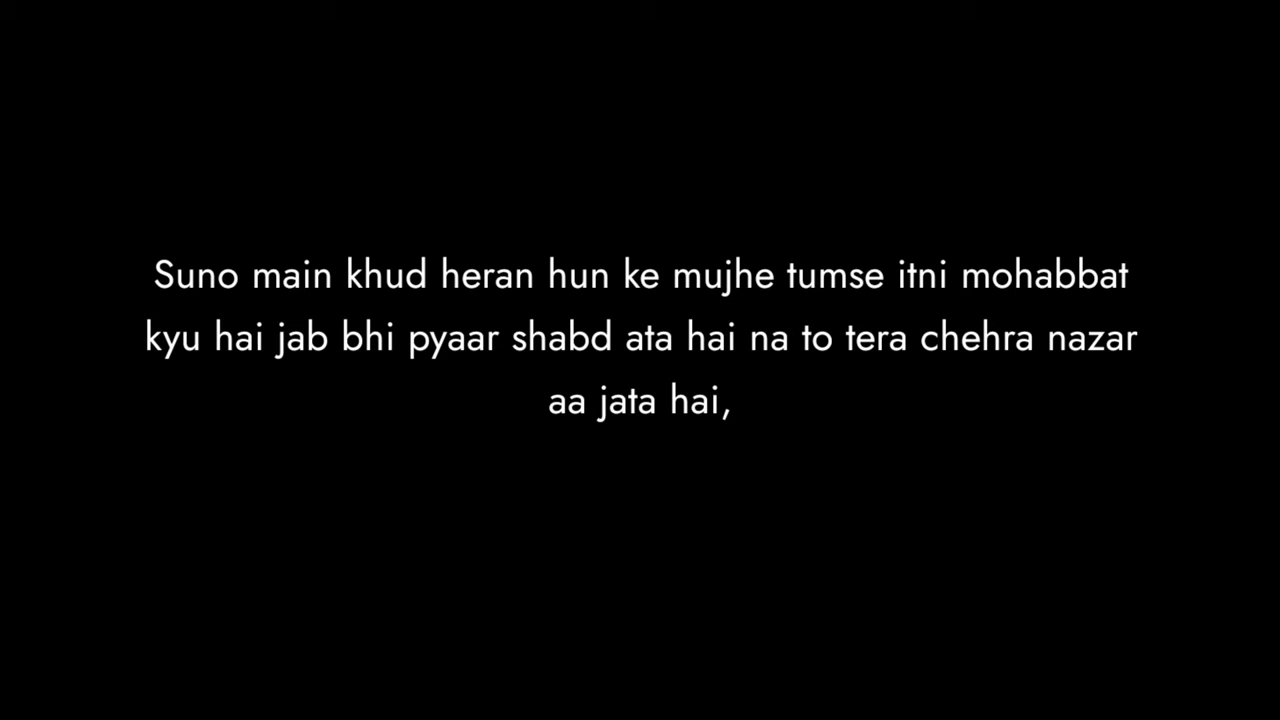 Suno main khud heran hun ke mujhe tumse itni mohabbat
kyu hai jab bhi pyaar shabd ata hai na to tera chehra nazar
aa jata hai,